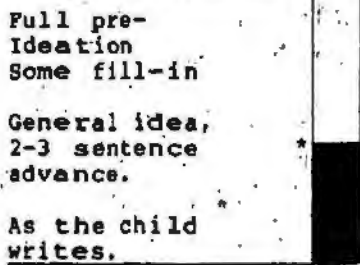 Full pre-
Ideation
Some fill-in
General idea,
2-3 sentence
advance.
As the child
writes.